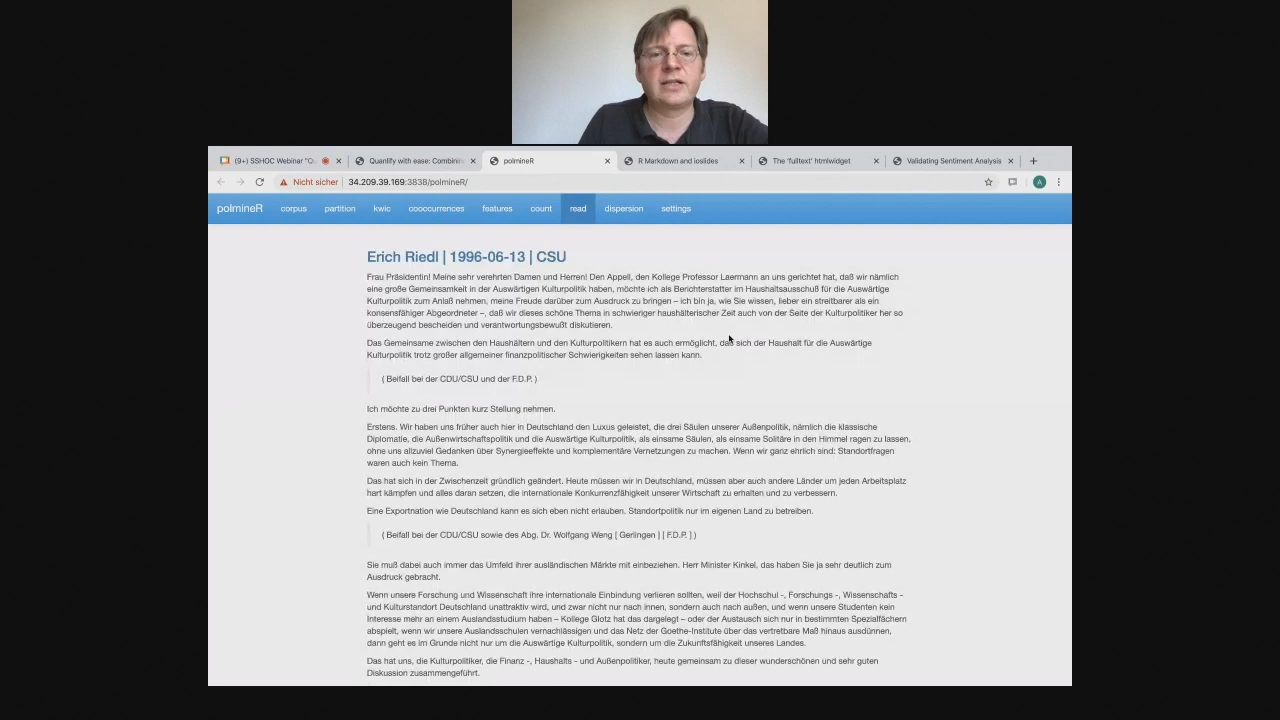 (9+) SSHOC Webinar "Qu
Quanlify with ease: Combinin
polmineR
R Markdown and ioslides
The 'fulltext' htmlwidget
Validating Sentiment Analysis
Nicht sicher 34.209.39.169:3838/polmineR/
A
polmineR corpus partition kwic cooccurrences features count read dispersion settings
Erich Riedl | 1996-06-13 | CSU
Frau Präsidentin! Meine sehr verehrten Damen und Herren! Den Appell, den Kollege Professor Laermann an uns gerichtet hat, daß wir nämlich
eine große Gemeinsamkeit in der Auswärtigen Kulturpolitik haben, möchte ich als Berichterstatter im Haushaltsausschuß für die Auswärtige
Kulturpolitik zum Anlaß nehmen, meine Freude darüber zum Ausdruck zu bringen – ich bin ja, wie Sie wissen, lieber ein streitbarer als ein
konsensfähiger Abgeordneter –, daß wir dieses schöne Thema in schwieriger haushälterischer Zeit auch von der Seite der Kulturpolitiker her so
überzeugend bescheiden und verantwortungsbewußt diskutieren.
Das Gemeinsame zwischen den Haushältern und den Kulturpolitikern hat es auch ermöglicht, daß sich der Haushalt für die Auswärtige
Kulturpolitik trotz großer allgemeiner finanzpolitischer Schwierigkeiten sehen lassen kann.
( Beifall bei der CDU/CSU und der F.D.P. )
Ich möchte zu drei Punkten kurz Stellung nehmen.
Erstens. Wir haben uns früher auch hier in Deutschland den Luxus geleistet, die drei Säulen unserer Außenpolitik, nämlich die klassische
Diplomatie, die Außenwirtschaftspolitik und die Auswärtige Kulturpolitik, als einsame Säulen, als einsame Solitäre in den Himmel ragen zu lassen,
ohne uns allzuviel Gedanken über Synergieeffekte und komplementäre Vernetzungen zu machen. Wenn wir ganz ehrlich sind: Standortfragen
waren auch kein Thema.
Das hat sich in der Zwischenzeit gründlich geändert. Heute müssen wir in Deutschland, müssen aber auch andere Länder um jeden Arbeitsplatz
hart kämpfen und alles daran setzen, die internationale Konkurrenzfähigkeit unserer Wirtschaft zu erhalten und zu verbessern.
Eine Exportnation wie Deutschland kann es sich eben nicht erlauben. Standortpolitik nur im eigenen Land zu betreiben.
( Beifall bei der CDU/CSU sowie des Abg. Dr. Wolfgang Weng [ Gerlingen ] [ F.D.P. ] )
Sie muß dabei auch immer das Umfeld ihrer ausländischen Märkte mit einbeziehen. Herr Minister Kinkel, das haben Sie ja sehr deutlich zum
Ausdruck gebracht.
Wenn unsere Forschung und Wissenschaft ihre internationale Einbindung verlieren sollten, weil der Hochschul -, Forschungs -, Wissenschafts -
und Kulturstandort Deutschland unattraktiv wird, und zwar nicht nur nach innen, sondern auch nach außen, und wenn unsere Studenten kein
Interesse mehr an einem Auslandsstudium haben – Kollege Glotz hat das dargelegt – oder der Austausch sich nur in bestimmten Spezialfächern
abspielt, wenn wir unsere Auslandsschulen vernachlässigen und das Netz der Goethe-Institute über das vertretbare Maß hinaus ausdünnen,
dann geht es im Grunde nicht nur um die Auswärtige Kulturpolitik, sondern um die Zukunftsfähigkeit unseres Landes.
Das hat uns, die Kulturpolitiker, die Finanz -, Haushalts - und Außenpolitiker, heute gemeinsam zu dieser wunderschönen und sehr guten
Diskussion zusammengeführt.